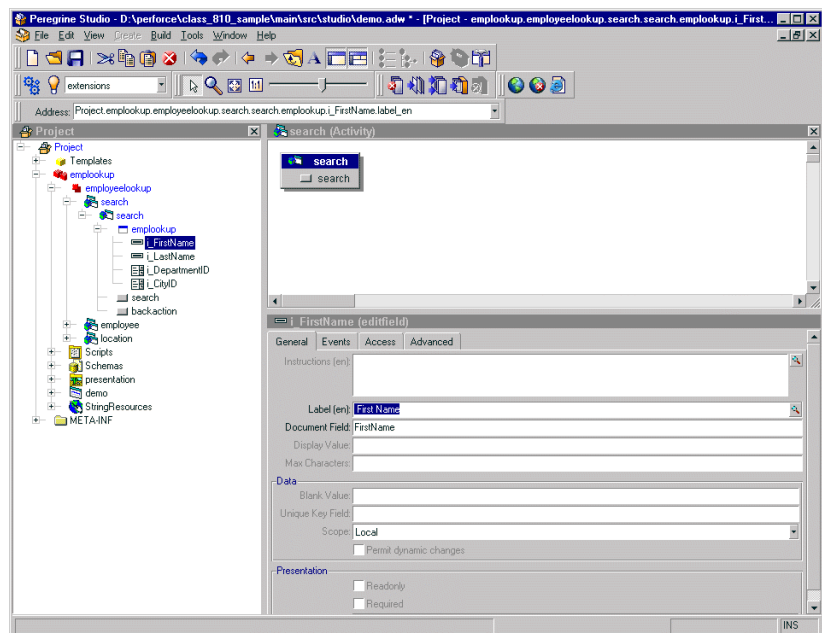 Peregrine Studio - D:\perforce\class_810_sample\main\src\studio\demo.adw * - [Project - emplookup.employeelookup.search.search.emplookup.i_First...
File Edit View Create Build Tools Window Help
extensions
1:1
Address: Project.emplookup.employeelookup.search.search.emplookup.i_FirstName.label_en
Project
search (Activity)
Project
Templates
emplookup
employeelookup
search
search
emplookup
i_FirstName
i_LastName
i_DepartmentID
i_CityID
search
backaction
employee
location
Scripts
Schemas
presentation
demo
StringResources
META-INF
search
search
i_FirstName (editfield)
General Events Access Advanced
Instructions (en):
Label (en): First Name
Document Field: FirstName
Display Value:
Max Characters:
Data
Blank Value:
Unique Key Field:
Scope: Local
Permit dynamic changes
Presentation
Readonly
Required
INS